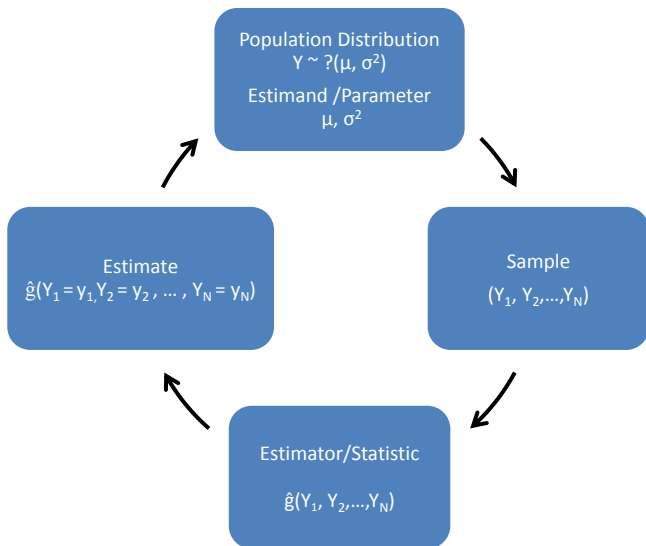 Population Distribution
Y ~ ?(μ, σ²)
Estimand /Parameter
μ, σ²
Sample
(Y₁, Y₂,…,Y_N)
Estimator/Statistic
ĝ(Y₁, Y₂,…,Y_N)
Estimate
ĝ(Y₁ = y₁, Y₂ = y₂ , … , Y_N = y_N)